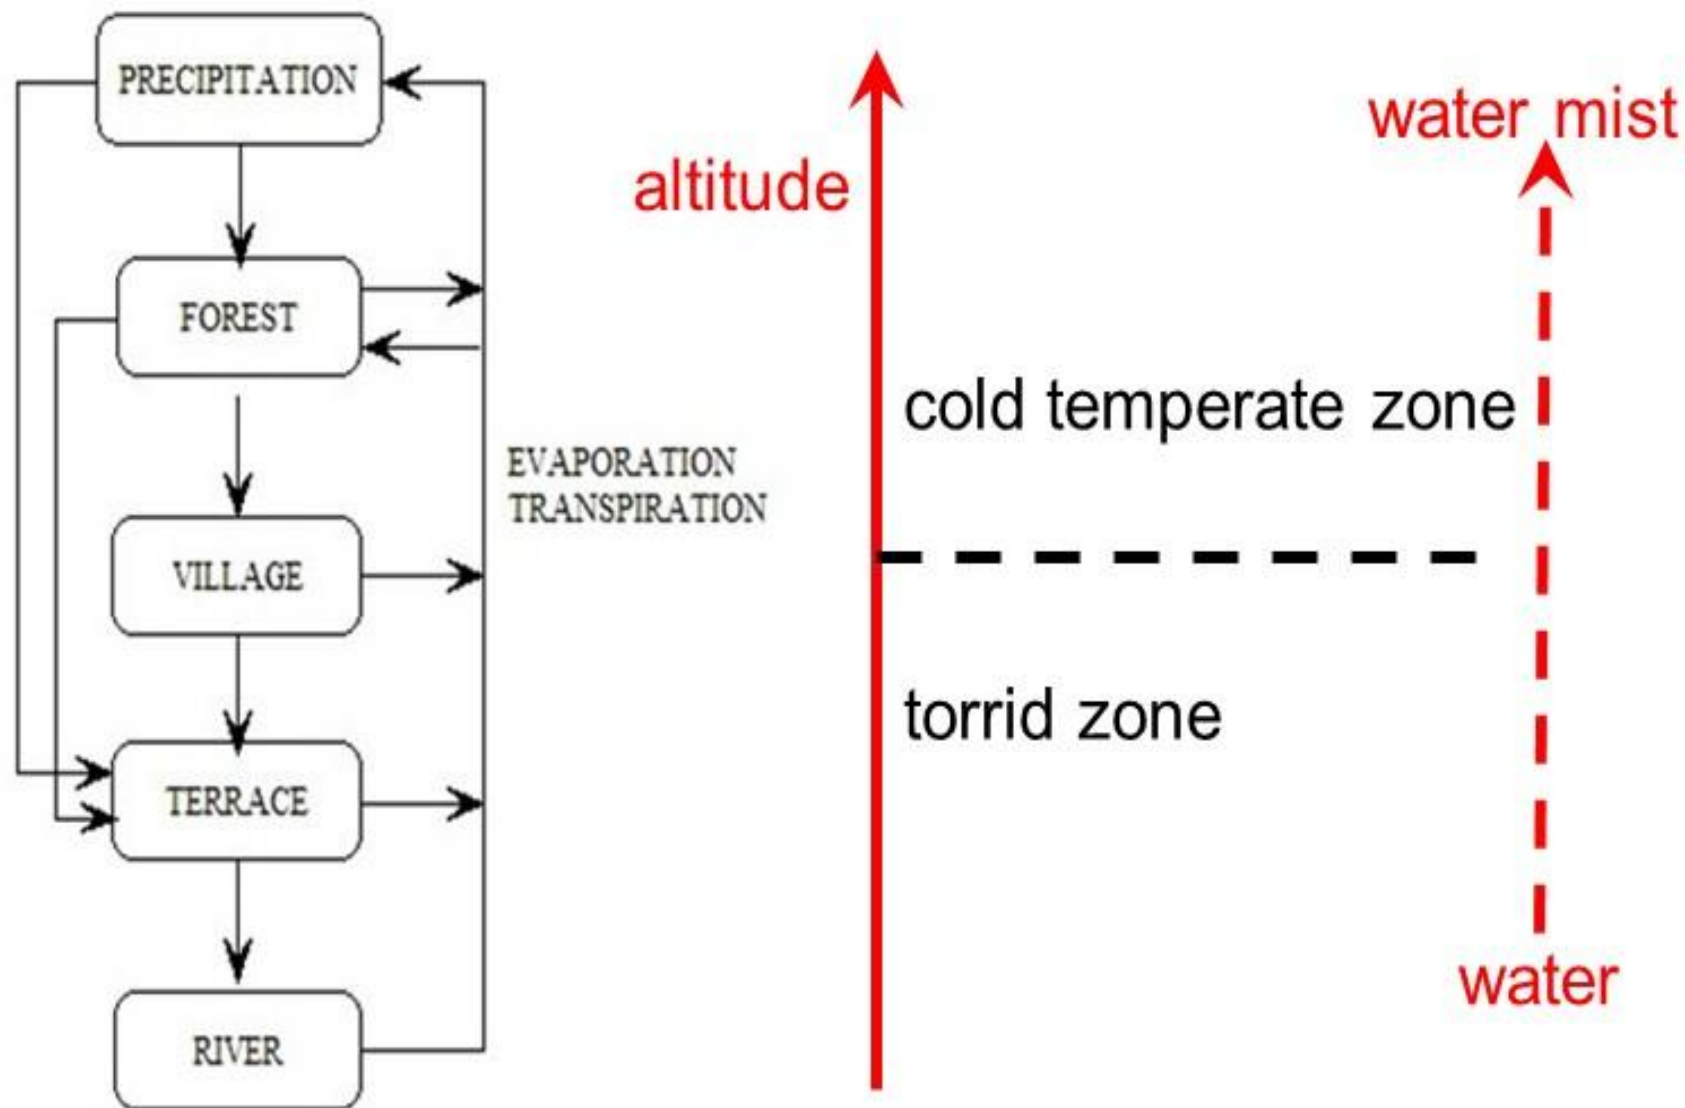 PRECIPITATION
FOREST
EVAPORATION
TRANSPIRATION
VILLAGE
TERRACE
RIVER
altitude
water mist
cold temperate zone
torrid zone
water